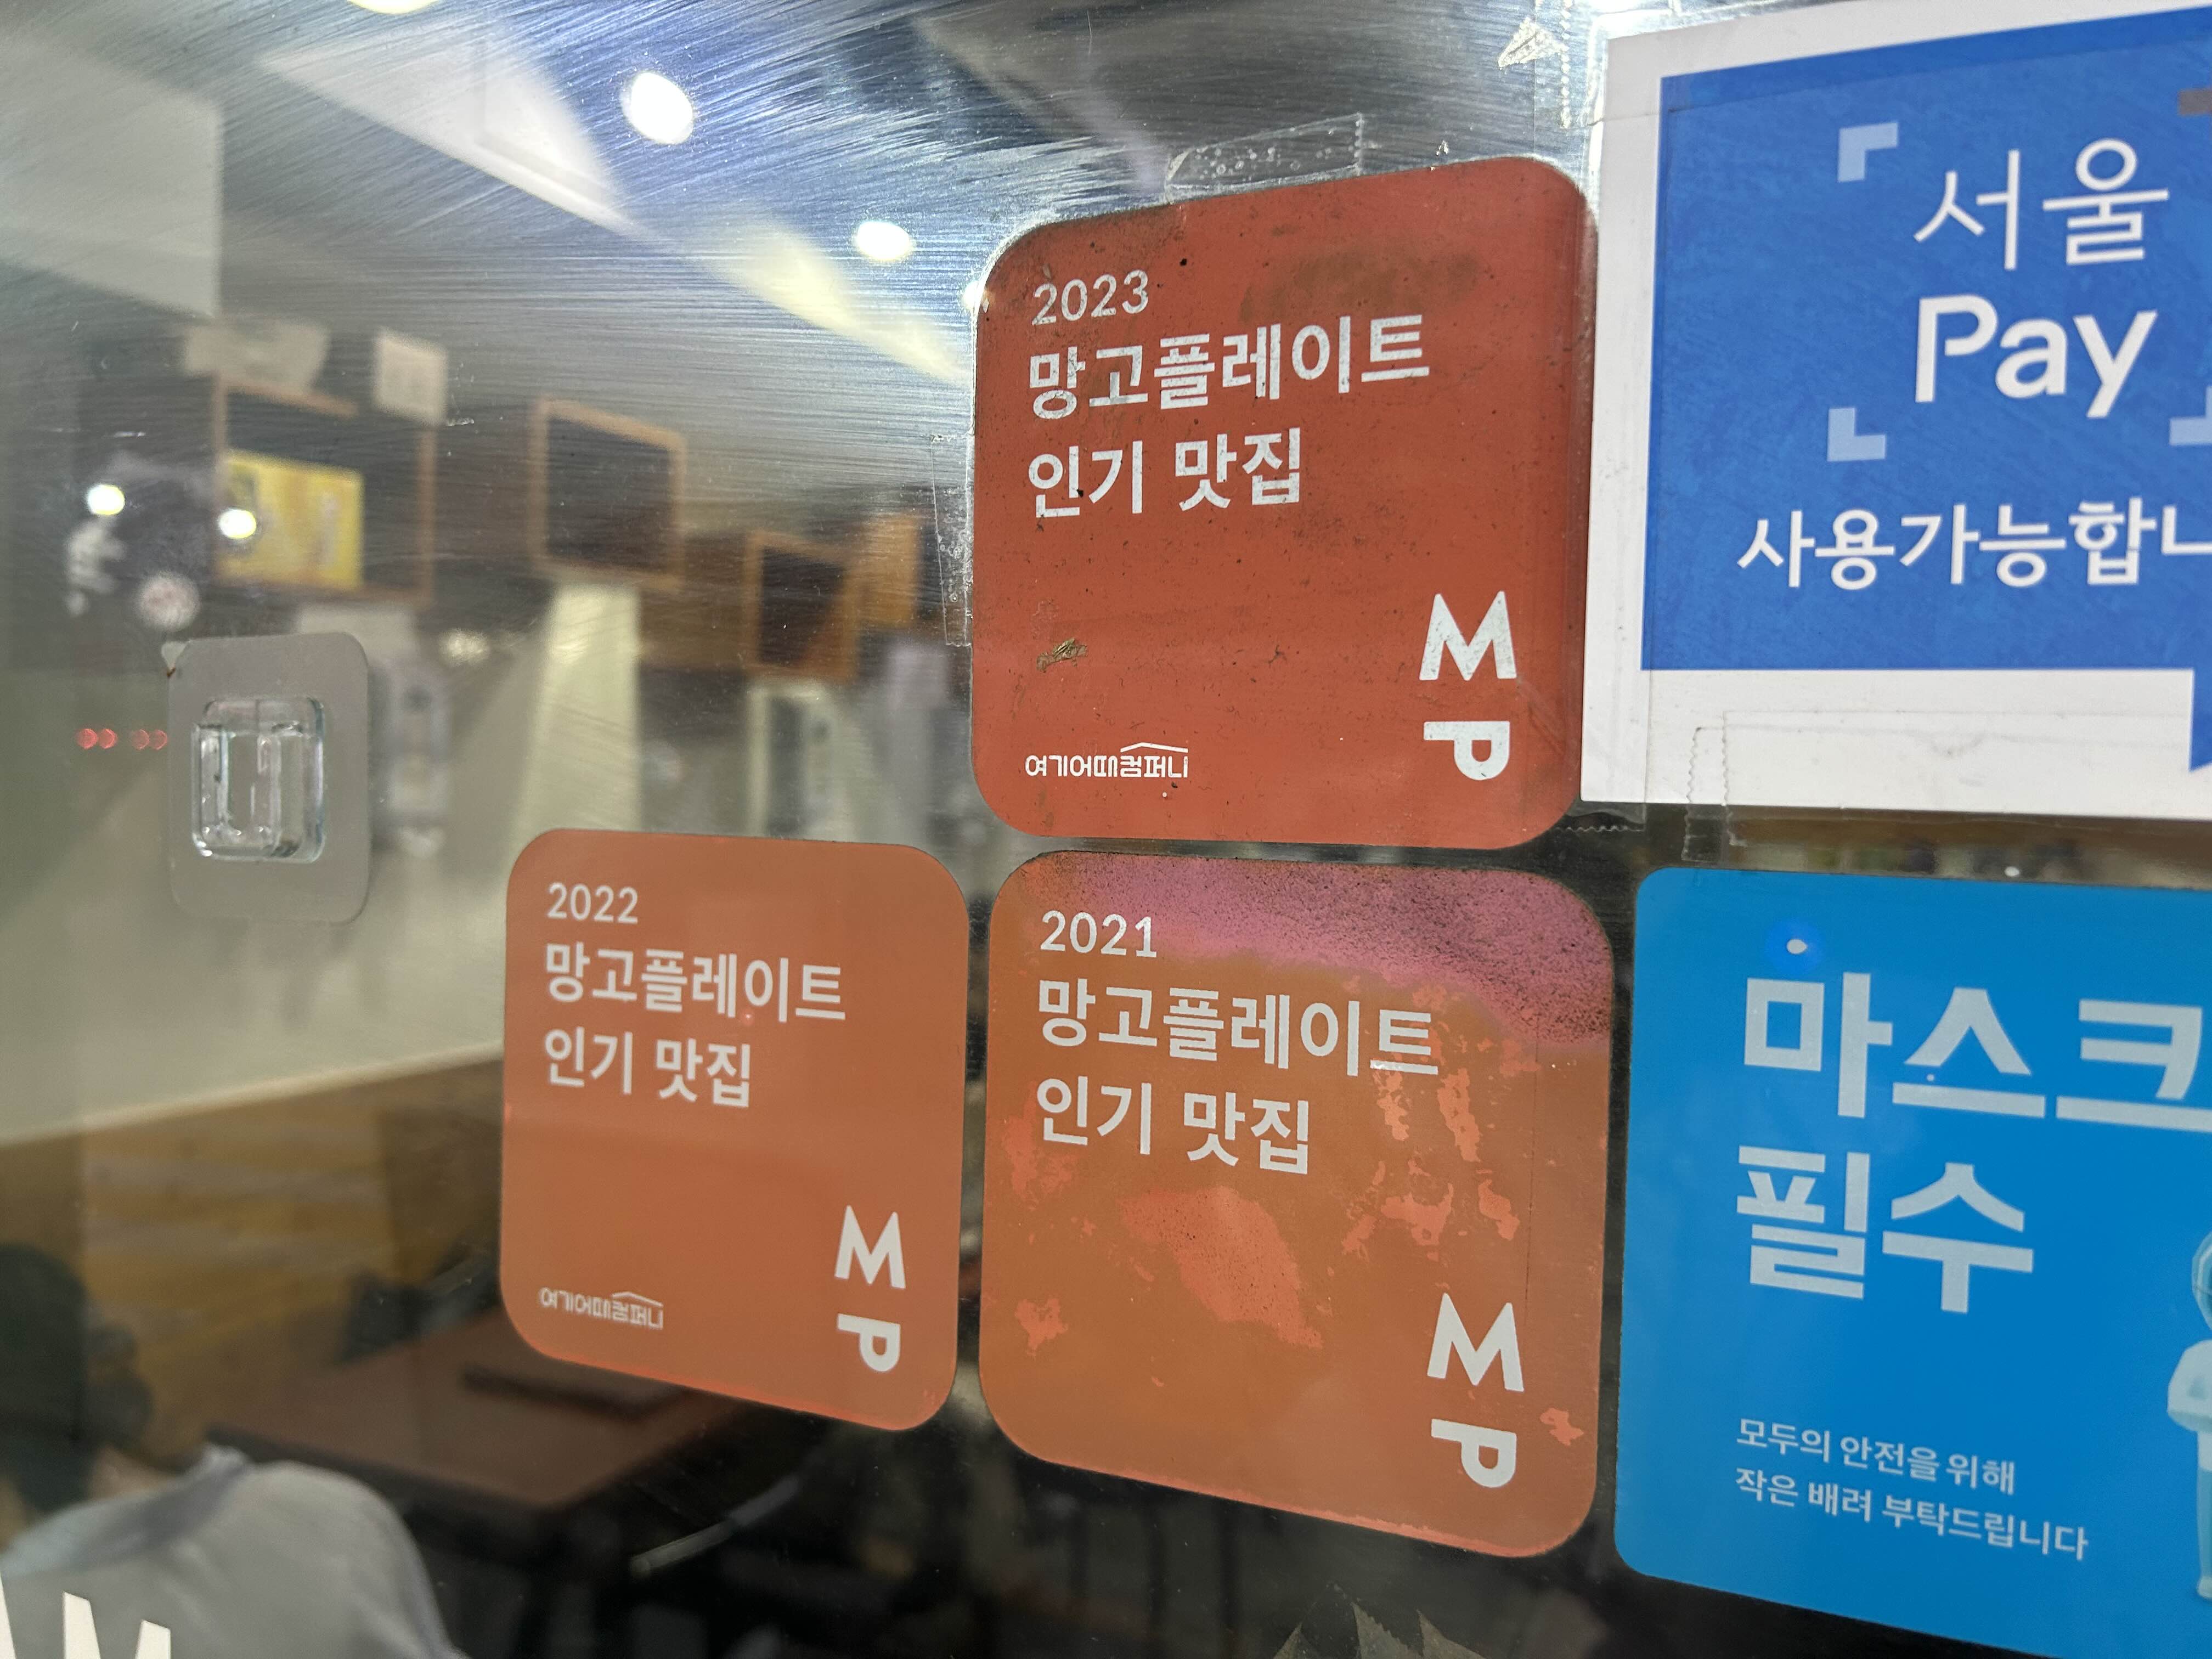 2023
망고플레이트
인기 맛집
MP
여기어때컴퍼니
2022
망고플레이트
인기 맛집
MP
여기어때컴퍼니
2021
망고플레이트
인기 맛집
MP
서울
Pay
사용가능합니
마스크
필수
모두의 안전을 위해
작은 배려 부탁드립니다